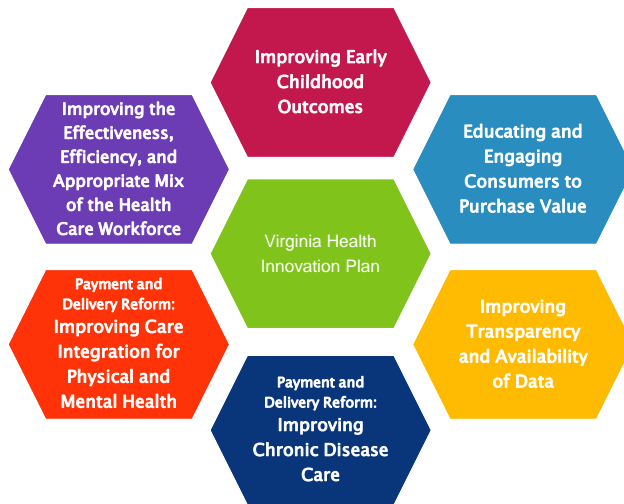 Improving Early
Childhood
Outcomes
Improving the
Effectiveness,
Efficiency, and
Appropriate Mix
of the Health
Care Workforce
Educating and
Engaging
Consumers to
Purchase Value
Virginia Health
Innovation Plan
Payment and
Delivery Reform:
Improving Care
Integration for
Physical and
Mental Health
Improving
Transparency
and Availability
of Data
Payment and
Delivery Reform:
Improving
Chronic Disease
Care